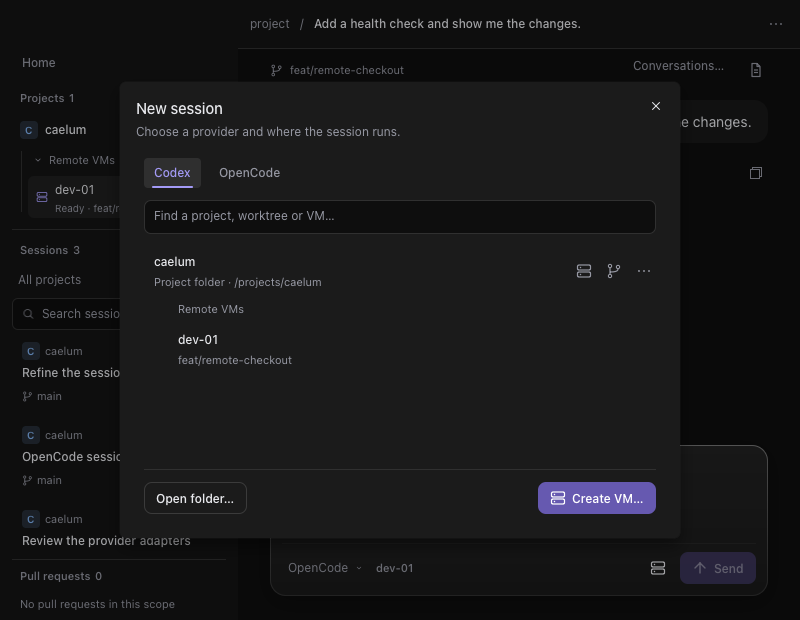 project / Add a health check and show me the changes.
Home
feat/remote-checkout
Conversations...
Projects 1
C caelum
Remote VMs
dev-01
Ready · feat/r
e changes.
Sessions 3
All projects
Search sessio
C caelum
Refine the sessio
main
C caelum
OpenCode sessio
main
C caelum
Review the provider adapters
Pull requests 0
No pull requests in this scope
New session
Choose a provider and where the session runs.
Codex
OpenCode
Find a project, worktree or VM...
caelum
Project folder · /projects/caelum
Remote VMs
dev-01
feat/remote-checkout
Open folder...
Create VM...
OpenCode
dev-01
Send